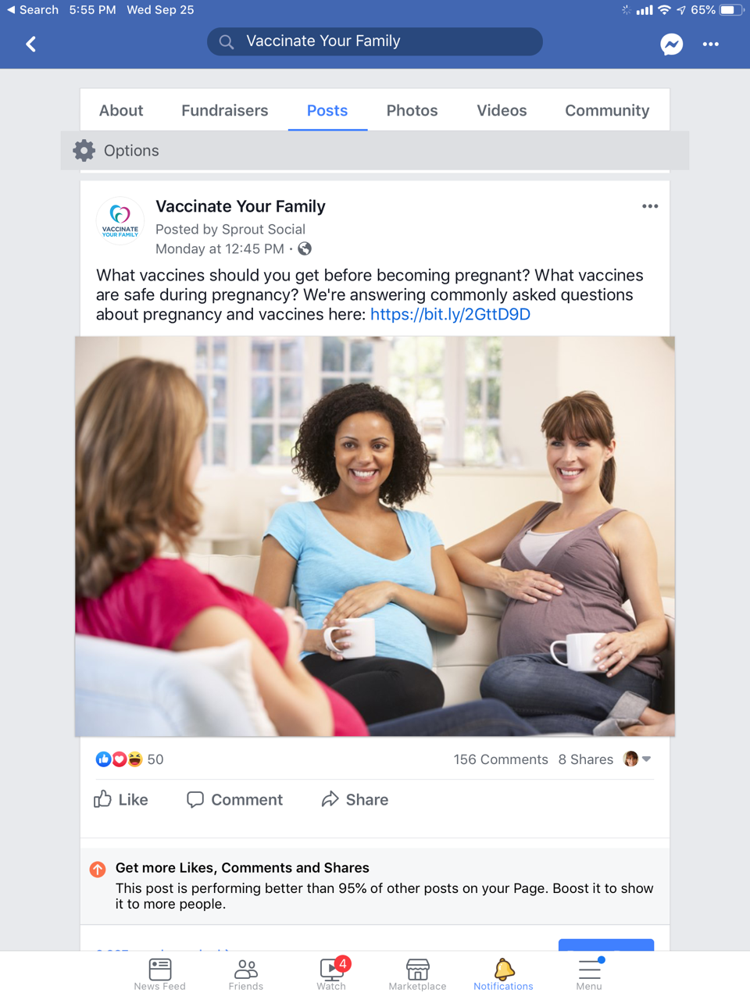 Search 5:55 PM Wed Sep 25 65%
Vaccinate Your Family
About Fundraisers Posts Photos Videos Community
Options
VACCINATE
YOUR FAMILY
Vaccinate Your Family
Posted by Sprout Social
Monday at 12:45 PM ·
What vaccines should you get before becoming pregnant? What vaccines
are safe during pregnancy? We're answering commonly asked questions
about pregnancy and vaccines here: https://bit.ly/2GttD9D
50 156 Comments 8 Shares
Like Comment Share
Get more Likes, Comments and Shares
This post is performing better than 95% of other posts on your Page. Boost it to show
it to more people.
4
News Feed Friends Watch Marketplace Notifications Menu